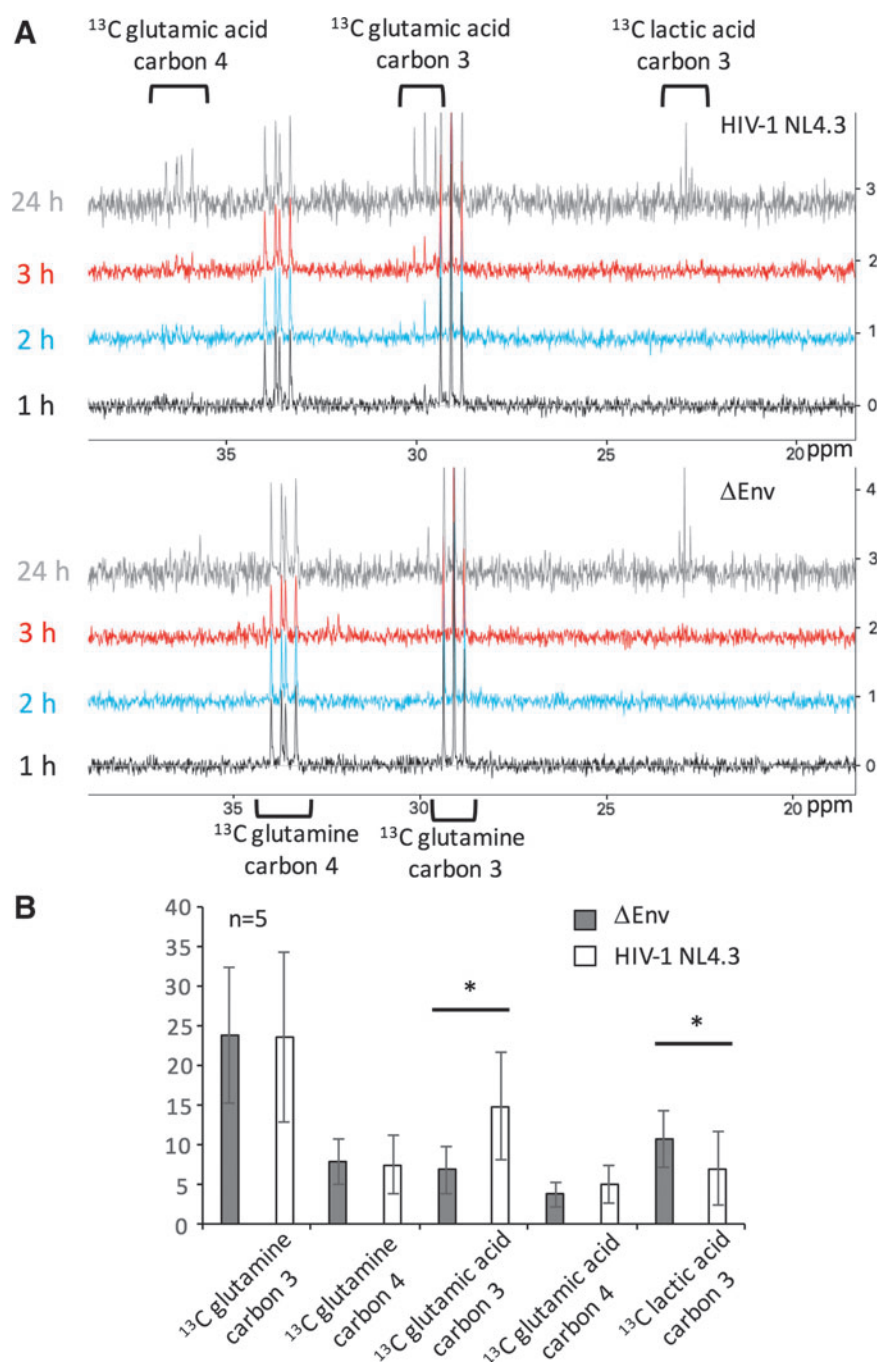 A
¹³C glutamic acid
carbon 4
¹³C glutamic acid
carbon 3
¹³C lactic acid
carbon 3
HIV-1 NL4.3
24 h
3 h
2 h
1 h
3
2
1
0
35
30
25
20
ppm
ΔEnv
24 h
3 h
2 h
1 h
4
3
2
1
0
35
30
25
20
ppm
¹³C glutamine
carbon 4
¹³C glutamine
carbon 3
B
40
35
30
25
20
15
10
5
0
n=5
ΔEnv
HIV-1 NL4.3
*
*
¹³C glutamine
carbon 3
¹³C glutamine
carbon 4
¹³C glutamic acid
carbon 3
¹³C glutamic acid
carbon 4
¹³C lactic acid
carbon 3